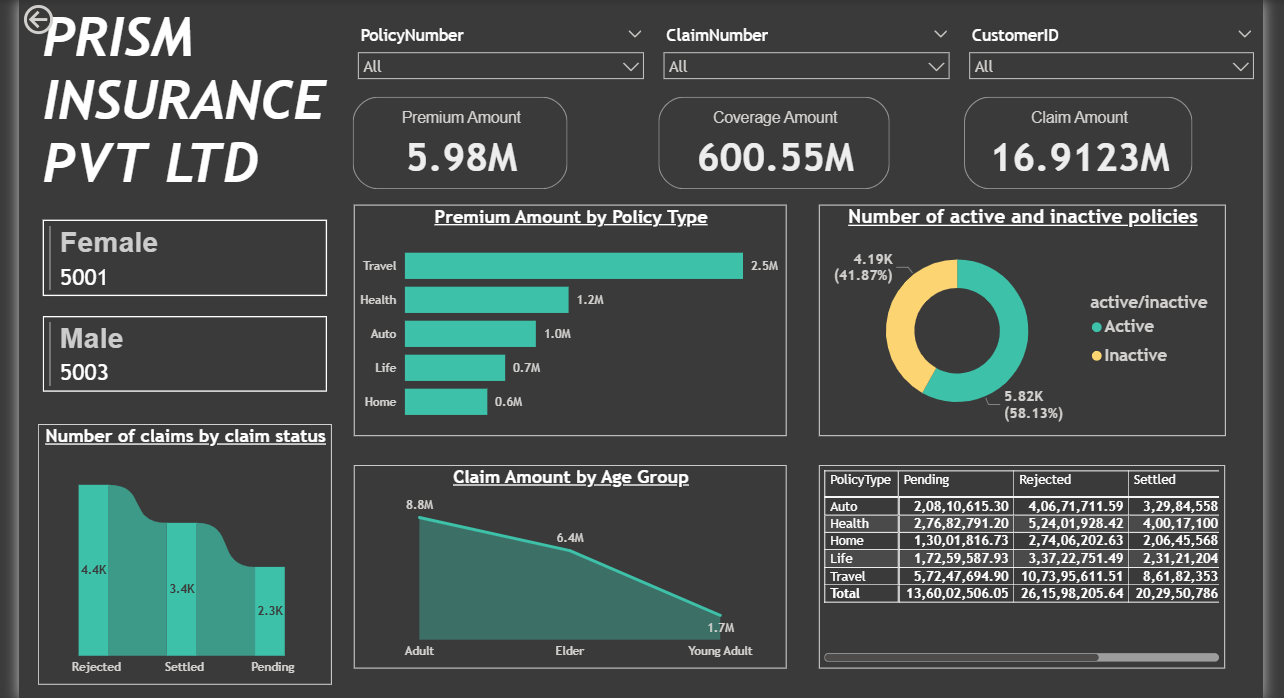 PRISM
INSURANCE
PVT LTD
PolicyNumber
All
ClaimNumber
All
CustomerID
All
Premium Amount
5.98M
Coverage Amount
600.55M
Claim Amount
16.9123M
Female
5001
Male
5003
Premium Amount by Policy Type
Travel 2.5M
Health 1.2M
Auto 1.0M
Life 0.7M
Home 0.6M
Number of active and inactive policies
4.19K
(41.87%)
5.82K
(58.13%)
active/inactive
Active
Inactive
Number of claims by claim status
4.4K
3.4K
2.3K
Rejected Settled Pending
Claim Amount by Age Group
8.8M
6.4M
1.7M
Adult Elder Young Adult
PolicyType Pending Rejected Settled
Auto 2,08,10,615.30 4,06,71,711.59 3,29,84,558
Health 2,76,82,791.20 5,24,01,928.42 4,00,17,100
Home 1,30,01,816.73 2,74,06,202.63 2,06,45,568
Life 1,72,59,587.93 3,37,22,751.49 2,31,21,204
Travel 5,72,47,694.90 10,73,95,611.51 8,61,82,353
Total 13,60,02,506.05 26,15,98,205.64 20,29,50,786